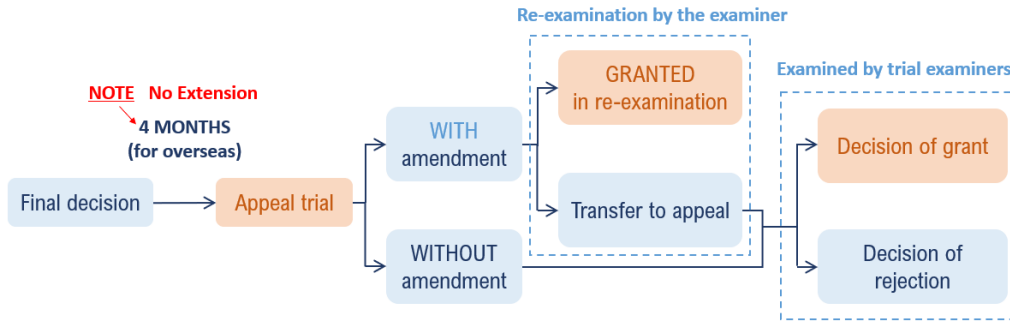 Re-examination by the examiner
Examined by trial examiners
NOTE No Extension
4 MONTHS
(for overseas)
Final decision
Appeal trial
WITH
amendment
WITHOUT
amendment
GRANTED
in re-examination
Transfer to appeal
Decision of grant
Decision of
rejection